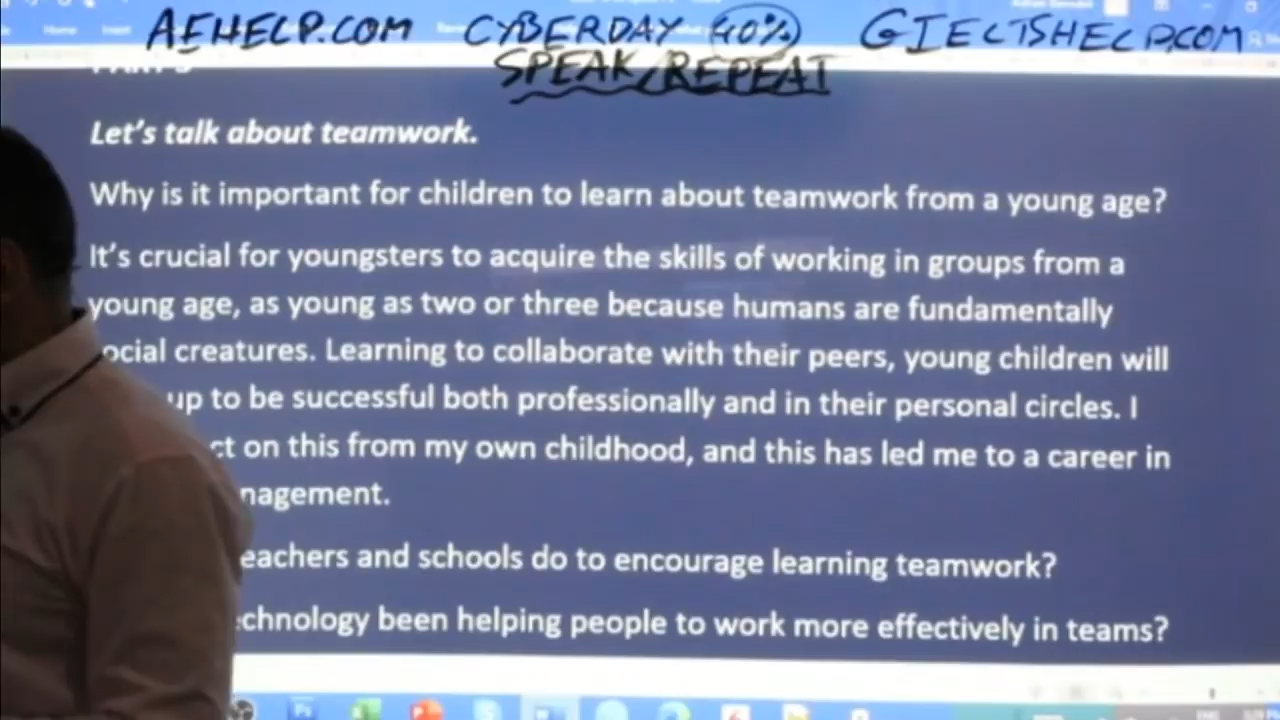 AEHELP.COM CYBERDAY 40% GIELTSHELP.COM
SPEAK/REPEAT
Let's talk about teamwork.
Why is it important for children to learn about teamwork from a young age?
It's crucial for youngsters to acquire the skills of working in groups from a
young age, as young as two or three because humans are fundamentally
ocial creatures. Learning to collaborate with their peers, young children will
up to be successful both professionally and in their personal circles. I
ct on this from my own childhood, and this has led me to a career in
nagement.
eachers and schools do to encourage learning teamwork?
chnology been helping people to work more effectively in teams?